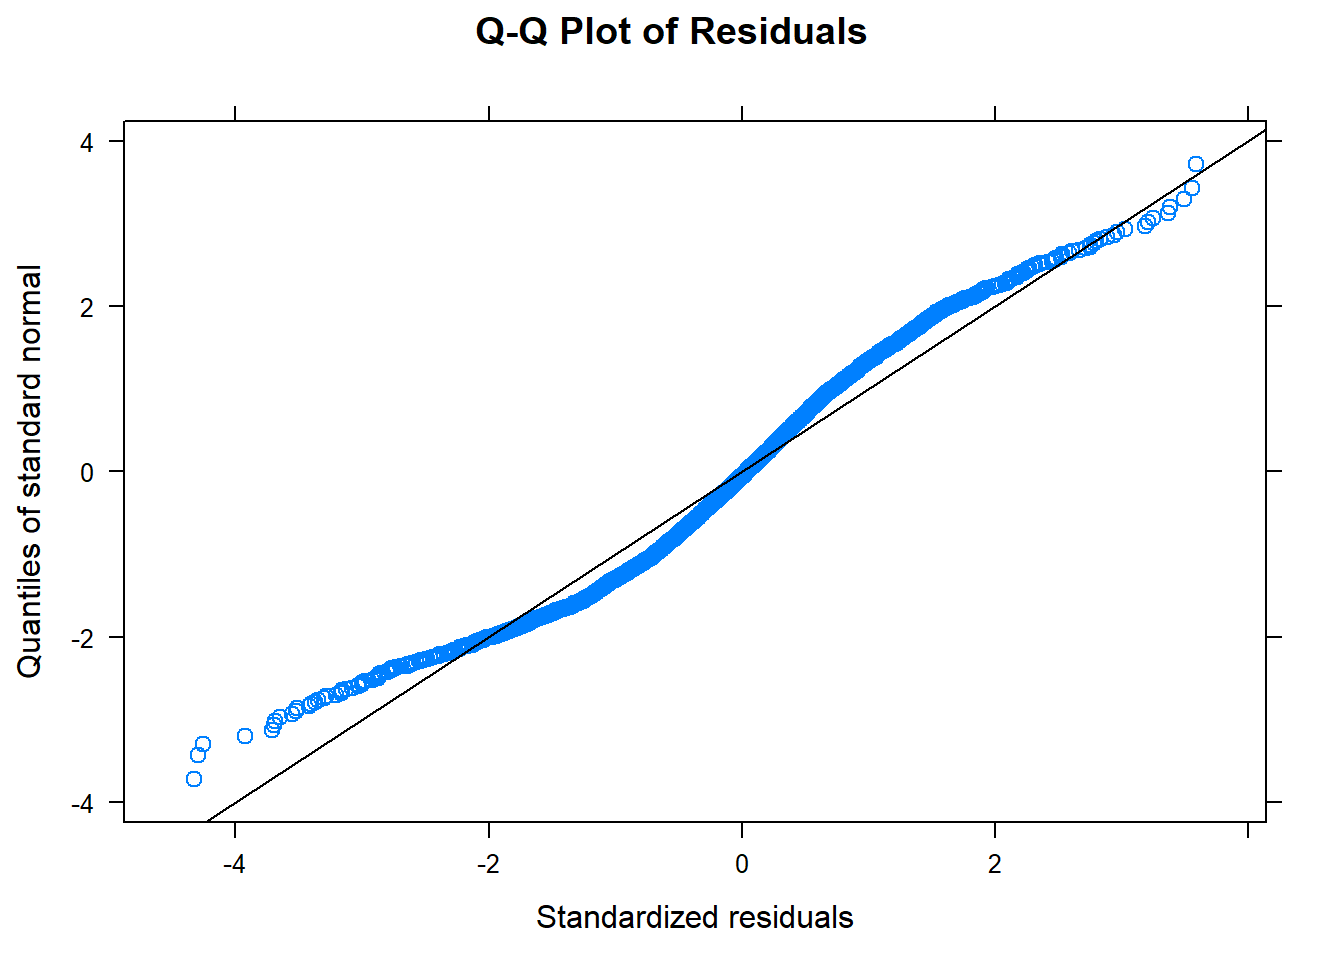 Q-Q Plot of Residuals
4
2
0
-2
-4
Quantiles of standard normal
-4 -2 0 2
Standardized residuals